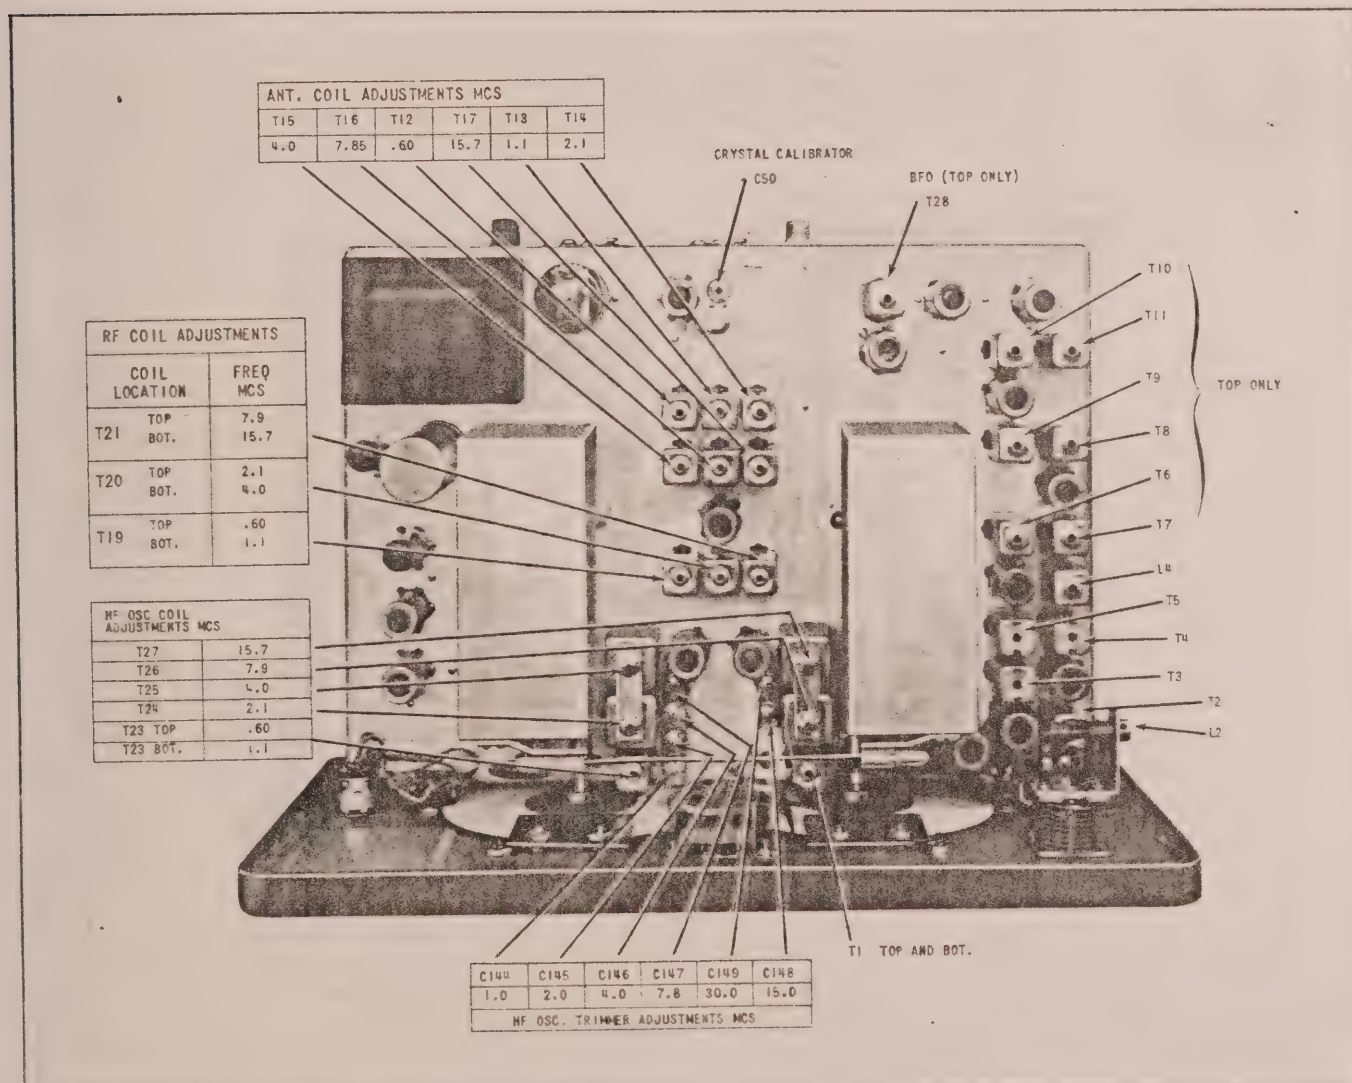 ANT. COIL ADJUSTMENTS MCS
T15 T16 T12 T17 T13 T14
4.0 7.85 .60 15.7 1.1 2.1
CRYSTAL CALIBRATOR
C50
BFO (TOP ONLY)
T28
T10
T11
T9
TOP ONLY
T8
T6
T7
L4
T5
T4
T3
T2
L2
RF COIL ADJUSTMENTS
COIL LOCATION FREQ MCS
T21 TOP 7.9
BOT. 15.7
T20 TOP 2.1
BOT. 4.0
T19 TOP .60
BOT. 1.1
HF OSC COIL
ADJUSTMENTS MCS
T27 15.7
T26 7.9
T25 4.0
T24 2.1
T23 TOP .60
T23 BOT. 1.1
T1 TOP AND BOT.
C144 C145 C146 C147 C149 C148
1.0 2.0 4.0 7.8 30.0 15.0
HF OSC. TRIMMER ADJUSTMENTS MCS